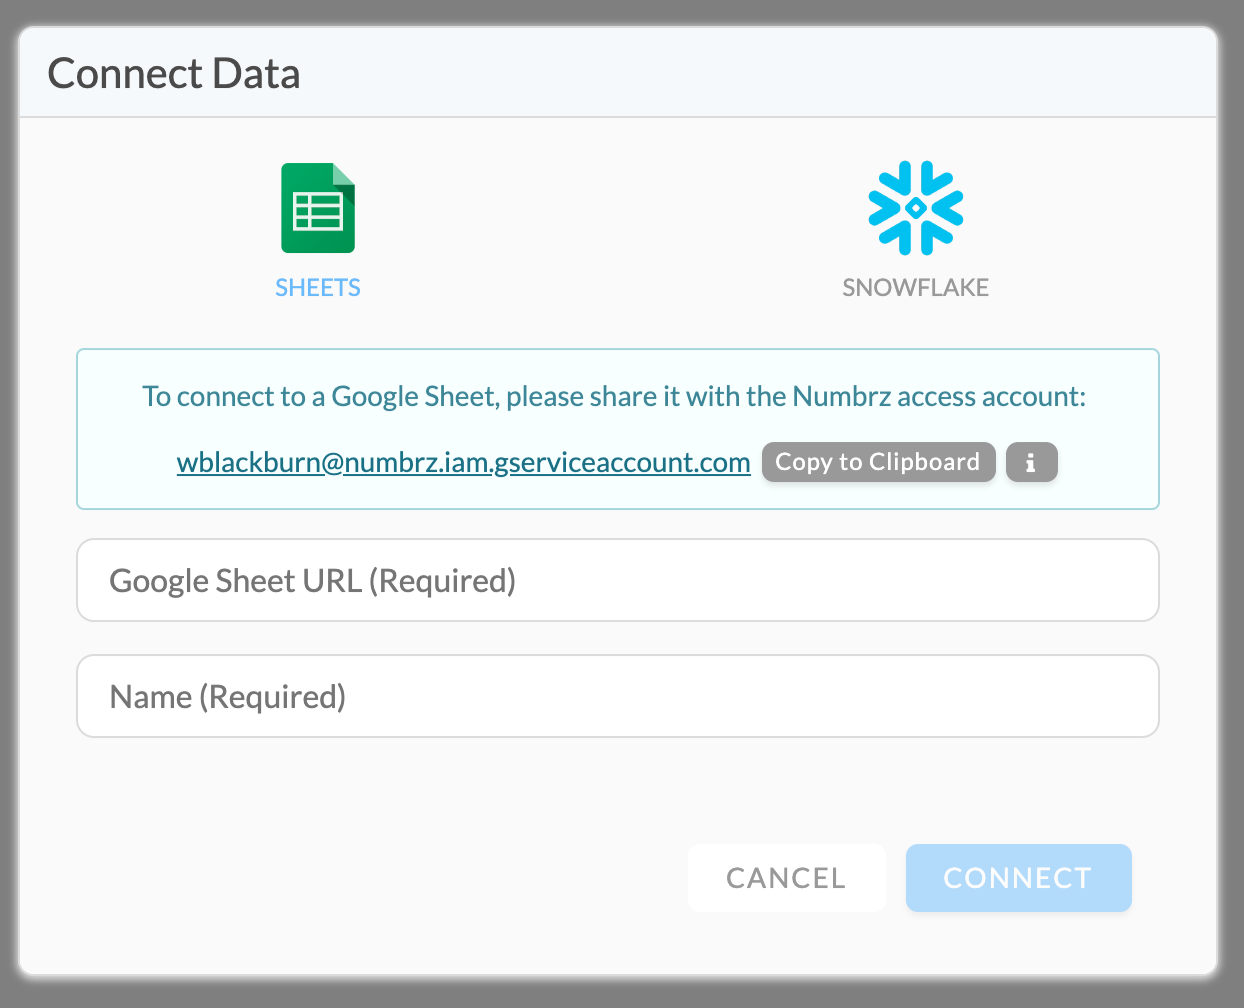 Connect Data
SHEETS
SNOWFLAKE
To connect to a Google Sheet, please share it with the Numbrz access account:
wblackburn@numbrz.iam.gserviceaccount.com Copy to Clipboard i
Google Sheet URL (Required)
Name (Required)
CANCEL CONNECT